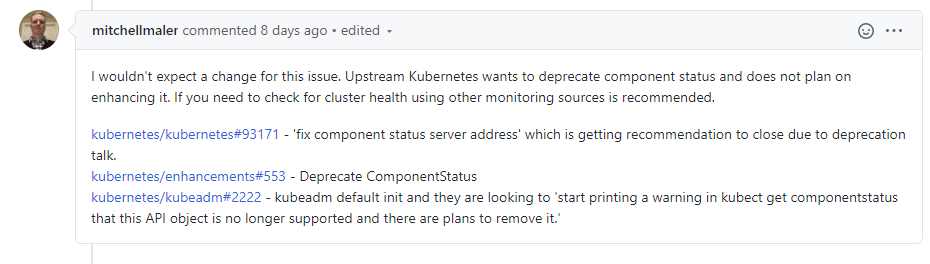 mitchellmaler commented 8 days ago • edited
I wouldn't expect a change for this issue. Upstream Kubernetes wants to deprecate component status and does not plan on
enhancing it. If you need to check for cluster health using other monitoring sources is recommended.
kubernetes/kubernetes#93171 - 'fix component status server address' which is getting recommendation to close due to deprecation
talk.
kubernetes/enhancements#553 - Deprecate ComponentStatus
kubernetes/kubeadm#2222 - kubeadm default init and they are looking to 'start printing a warning in kubect get componentstatus
that this API object is no longer supported and there are plans to remove it.'